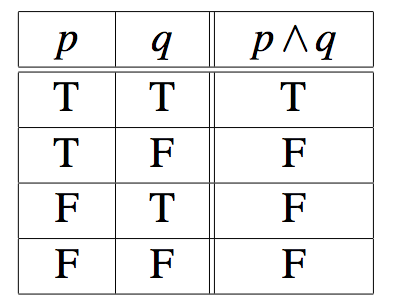 p q p ∧ q
T T T
T F F
F T F
F F F